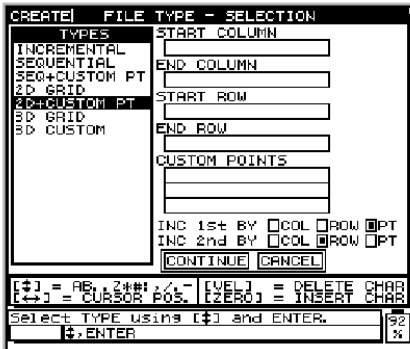 CREATE FILE TYPE - SELECTION
TYPES
INCREMENTAL
SEQUENTIAL
SEQ+CUSTOM PT
2D GRID
2D+CUSTOM PT
3D GRID
3D CUSTOM
START COLUMN
END COLUMN
START ROW
END ROW
CUSTOM POINTS
INC 1st BY COL ROW PT
INC 2nd BY COL ROW PT
CONTINUE CANCEL
[↕] = AB..Z*#:,/.-
[↔] = CURSOR POS.
[VEL] = DELETE CHAR
[ZERO] = INSERT CHAR
Select TYPE using [↕] and ENTER.
↕,ENTER
92
%